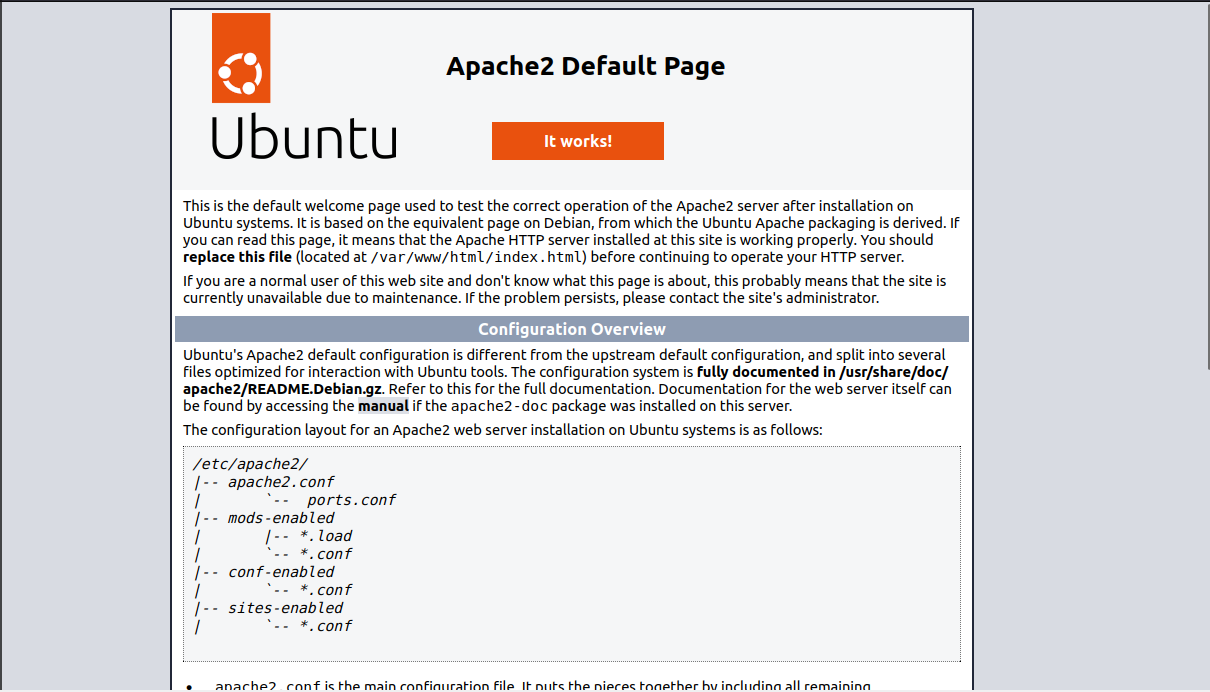 Apache2 Default Page
Ubuntu
It works!
This is the default welcome page used to test the correct operation of the Apache2 server after installation on
Ubuntu systems. It is based on the equivalent page on Debian, from which the Ubuntu Apache packaging is derived. If
you can read this page, it means that the Apache HTTP server installed at this site is working properly. You should
replace this file (located at /var/www/html/index.html) before continuing to operate your HTTP server.
If you are a normal user of this web site and don't know what this page is about, this probably means that the site is
currently unavailable due to maintenance. If the problem persists, please contact the site's administrator.
Configuration Overview
Ubuntu's Apache2 default configuration is different from the upstream default configuration, and split into several
files optimized for interaction with Ubuntu tools. The configuration system is fully documented in /usr/share/doc/
apache2/README.Debian.gz. Refer to this for the full documentation. Documentation for the web server itself can
be found by accessing the manual if the apache2-doc package was installed on this server.
The configuration layout for an Apache2 web server installation on Ubuntu systems is as follows:
/etc/apache2/
|-- apache2.conf
|       `--  ports.conf
|-- mods-enabled
|       |-- *.load
|       `-- *.conf
|-- conf-enabled
|       `-- *.conf
|-- sites-enabled
|       `-- *.conf
• apache2.conf is the main configuration file. It puts the pieces together by including all remaining